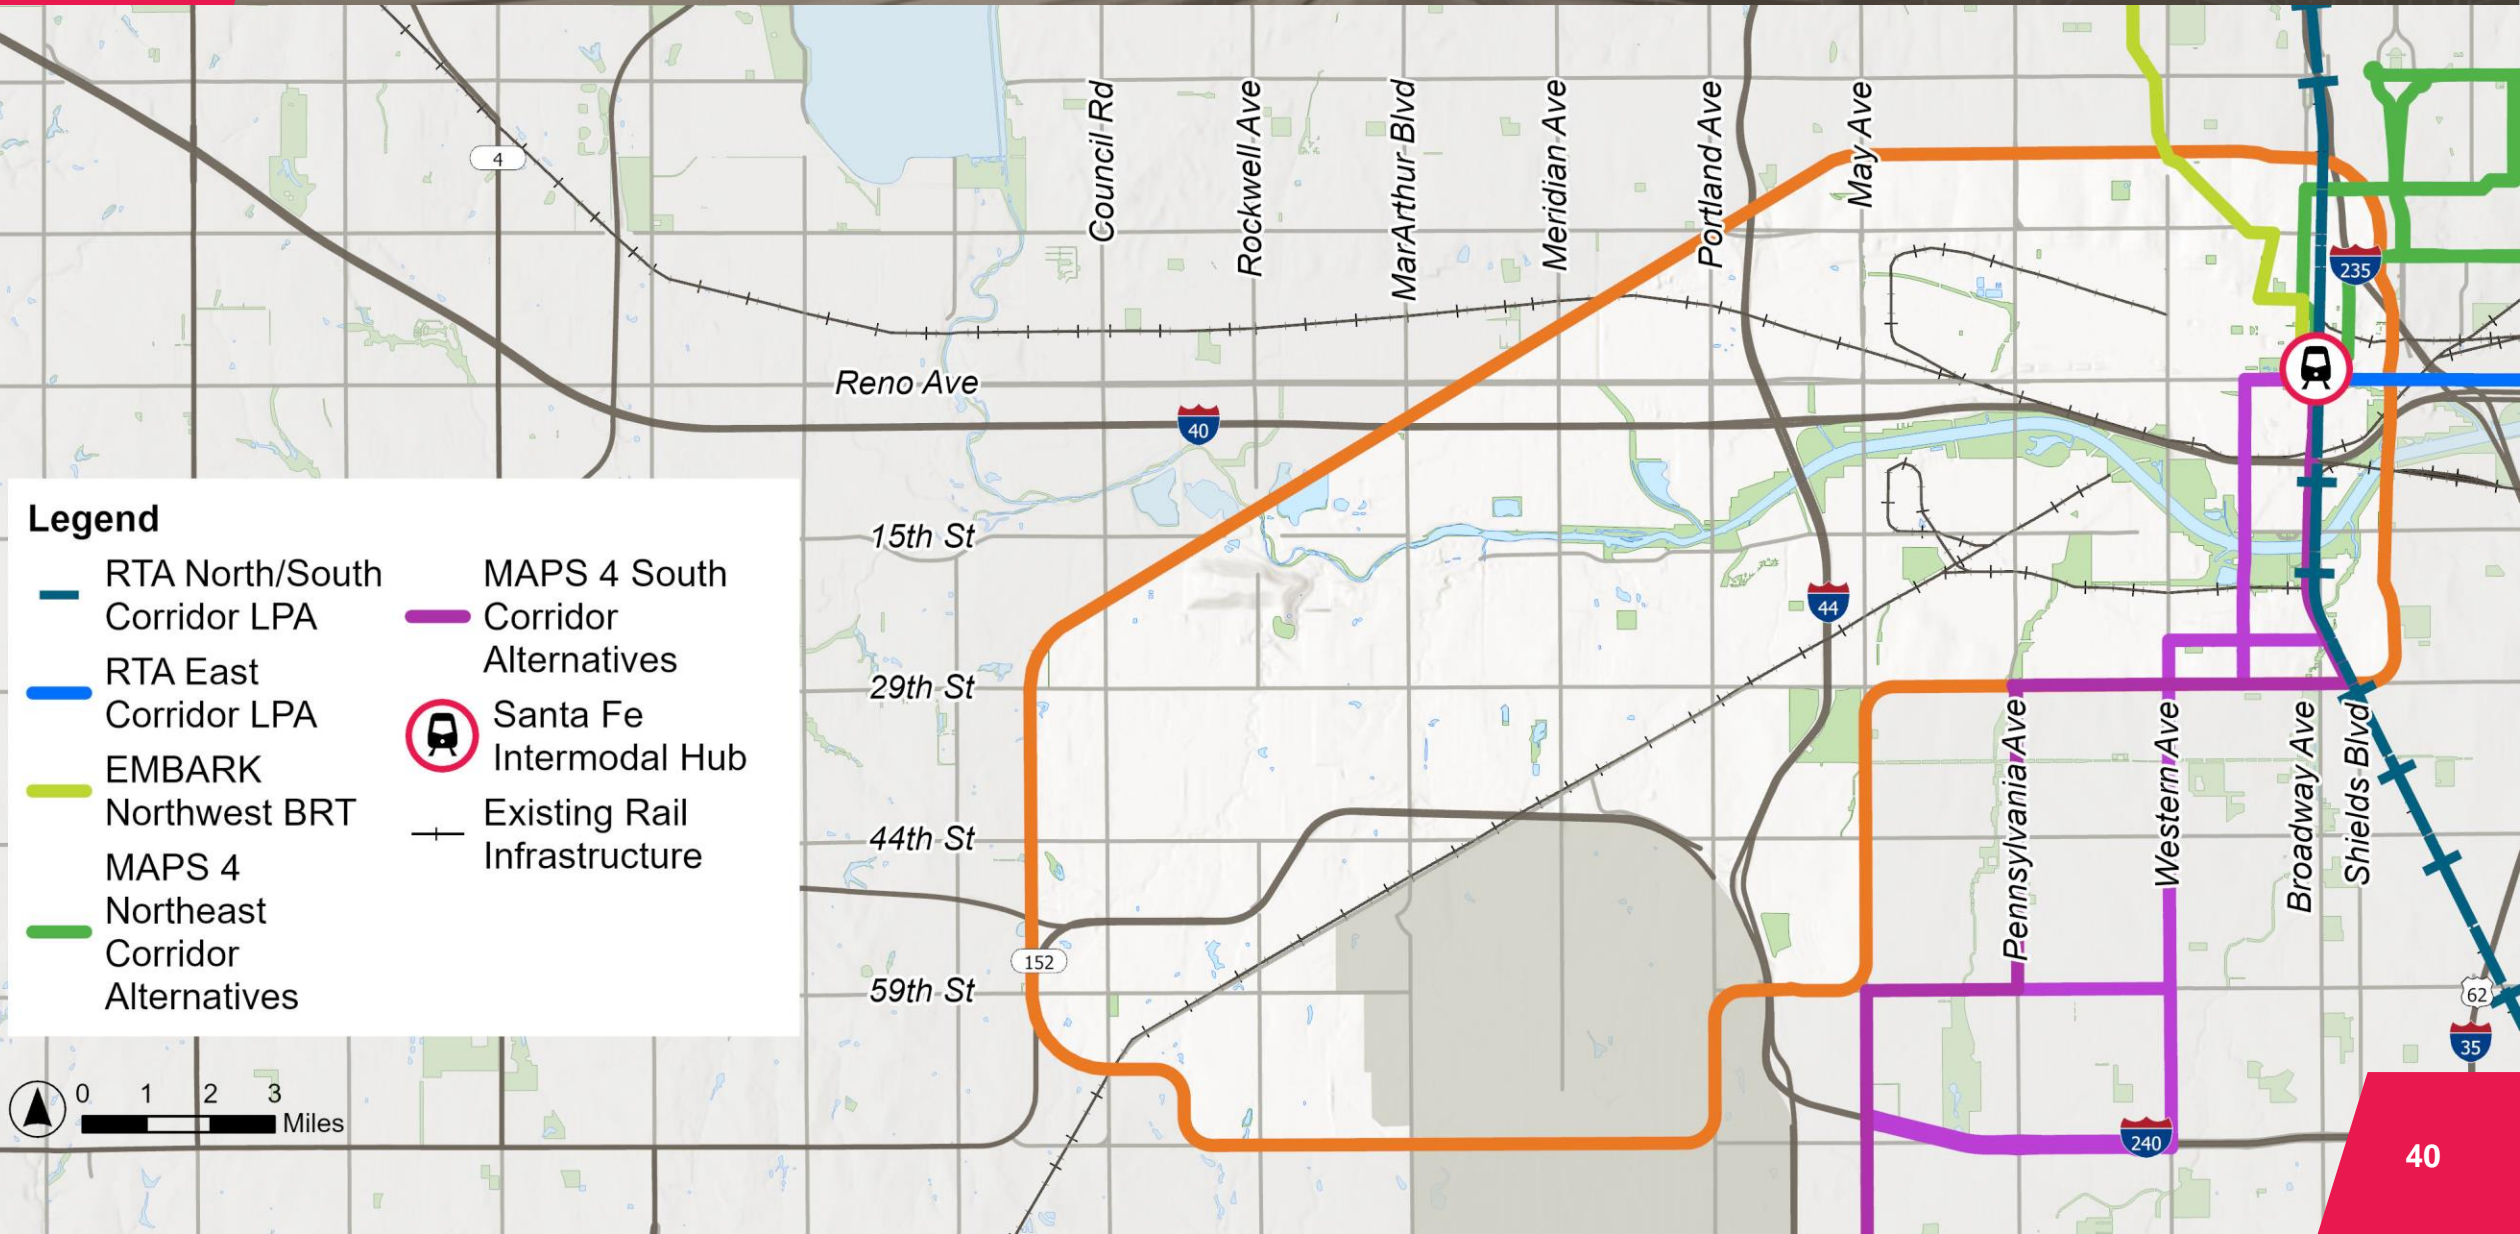 4
Council Rd
Rockwell Ave
MarArthur Blvd
Meridian Ave
Portland Ave
May Ave
235
Reno Ave
40
15th St
44
29th St
44th St
152
59th St
Pennsylvania Ave
Western Ave
Broadway Ave
Shields Blvd
62
35
240
Legend
RTA North/South
Corridor LPA
RTA East
Corridor LPA
EMBARK
Northwest BRT
MAPS 4
Northeast
Corridor
Alternatives
MAPS 4 South
Corridor
Alternatives
Santa Fe
Intermodal Hub
Existing Rail
Infrastructure
0 1 2 3
Miles
40